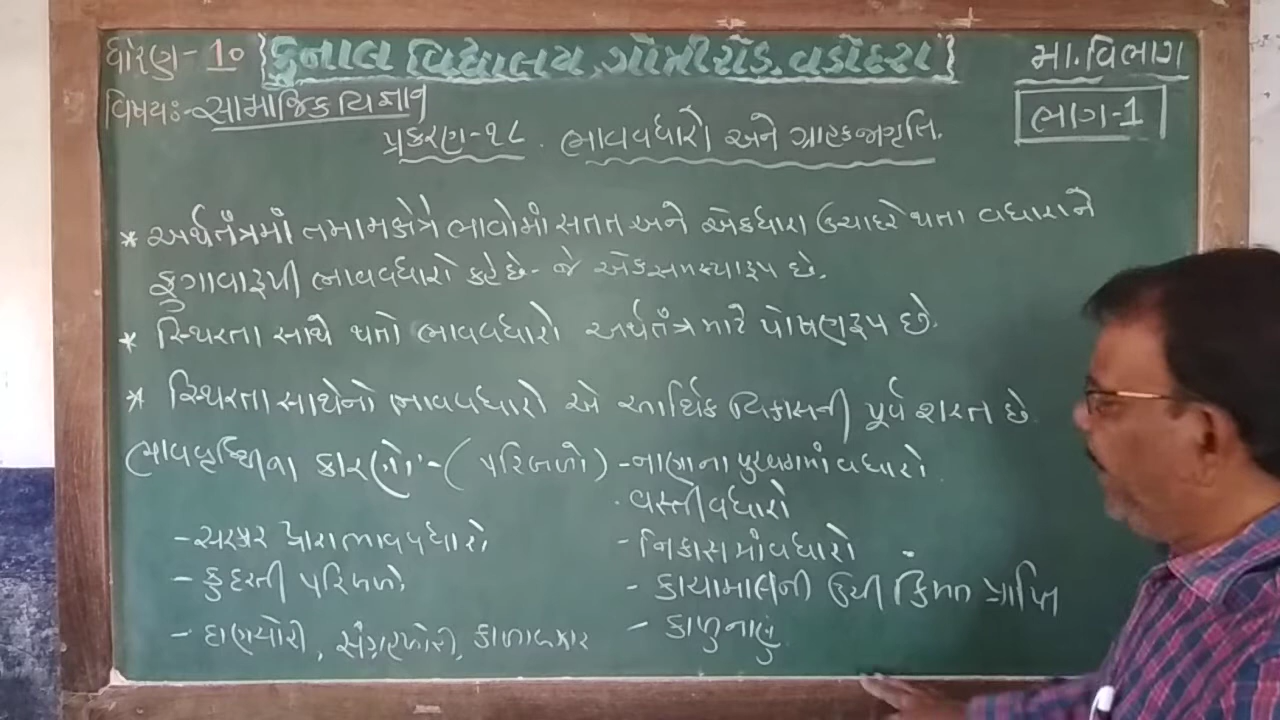 ધોરણ - 10 {કુનાલ વિદ્યાલય, ગોત્રીરોડ, વડોદરા} મા. વિભાગ
વિષયઃ- સામાજિક વિજ્ઞાન
ભાગ-1
પ્રકરણ-૧૮. ભાવવધારો અને ગ્રાહકજાગૃતિ.
* અર્થતંત્રમાં તમામક્ષેત્રે ભાવોમાં સતત અને એકધારા ઉંચાદરે થતા વધારાને
ફુગાવારૂપી ભાવવધારો કહે છે- જે એક સમસ્યારૂપ છે.
* સ્થિરતા સાથે થતો ભાવવધારો અર્થતંત્ર માટે પોષણરૂપ છે.
* સ્થિરતા સાથેનો ભાવવધારો એ આર્થિક વિકાસની પૂર્વ શરત છે
ભાવવૃધ્ધિના કારણો:- (પરિબળો) - નાણાના પુરવઠામાં વધારો.
- વસ્તીવધારો
- સરકાર દ્વારા ભાવવધારો - નિકાસમાં વધારો
- કુદરતી પરિબળો - કાચામાલની ઉંચી કિંમત પ્રાપ્તિ
- દાણચોરી, સંગ્રહખોરી, કાળાબજાર - કાળુનાણું